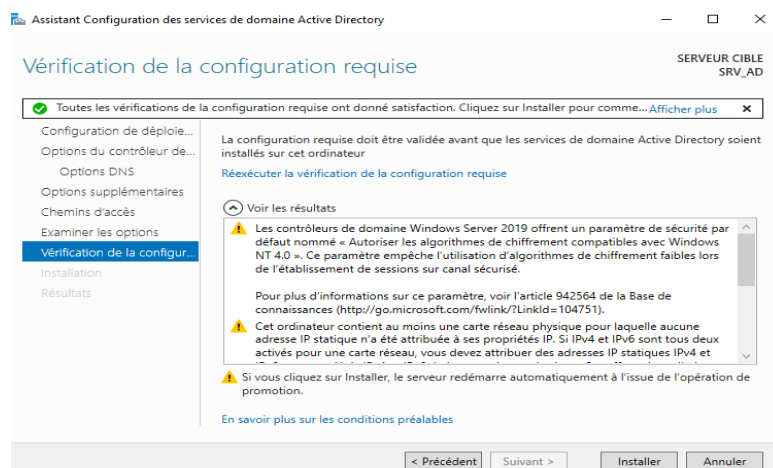 Assistant Configuration des services de domaine Active Directory
Vérification de la configuration requise
SERVEUR CIBLE
SRV_AD
Toutes les vérifications de la configuration requise ont donné satisfaction. Cliquez sur Installer pour comme... Afficher plus
Configuration de déploie...
Options du contrôleur de...
Options DNS
Options supplémentaires
Chemins d'accès
Examiner les options
Vérification de la configur...
Installation
Résultats
La configuration requise doit être validée avant que les services de domaine Active Directory soient
installés sur cet ordinateur
Réexécuter la vérification de la configuration requise
Voir les résultats
Les contrôleurs de domaine Windows Server 2019 offrent un paramètre de sécurité par
défaut nommé « Autoriser les algorithmes de chiffrement compatibles avec Windows
NT 4.0 ». Ce paramètre empêche l'utilisation d'algorithmes de chiffrement faibles lors
de l'établissement de sessions sur canal sécurisé.
Pour plus d'informations sur ce paramètre, voir l'article 942564 de la Base de
connaissances (http://go.microsoft.com/fwlink/?LinkId=104751).
Cet ordinateur contient au moins une carte réseau physique pour laquelle aucune
adresse IP statique n'a été attribuée à ses propriétés IP. Si IPv4 et IPv6 sont tous deux
activés pour une carte réseau, vous devez attribuer des adresses IP statiques IPv4 et
Si vous cliquez sur Installer, le serveur redémarre automatiquement à l'issue de l'opération de
promotion.
En savoir plus sur les conditions préalables
< Précédent
Suivant >
Installer
Annuler